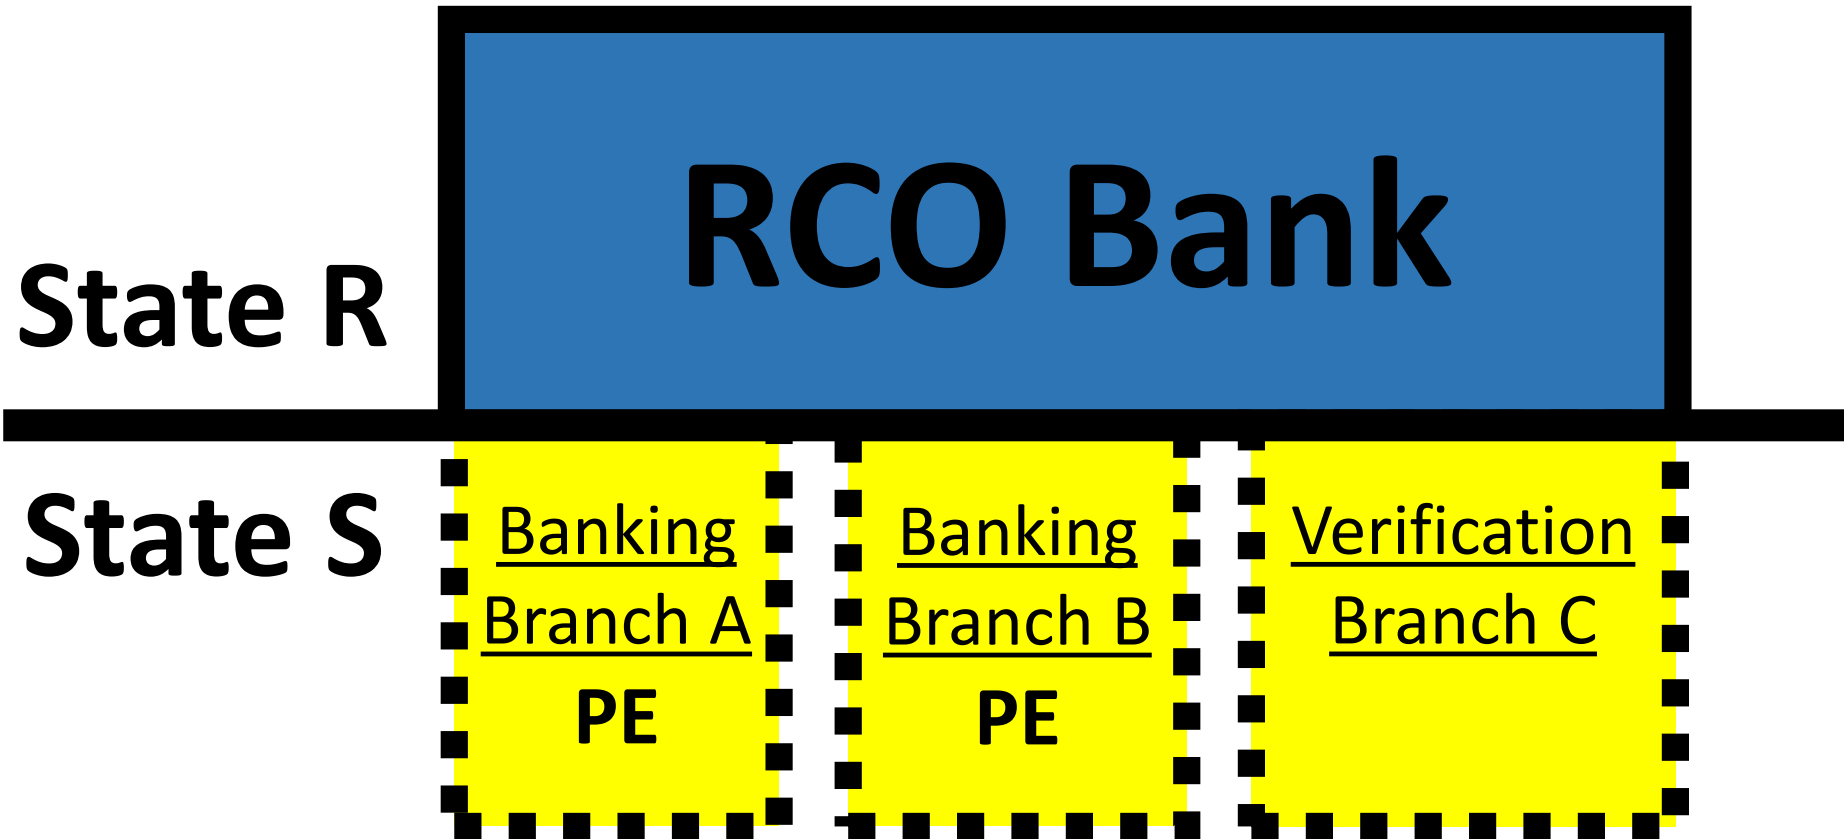 RCO Bank
State R
State S
Banking
Branch A
PE
Banking
Branch B
PE
Verification
Branch C